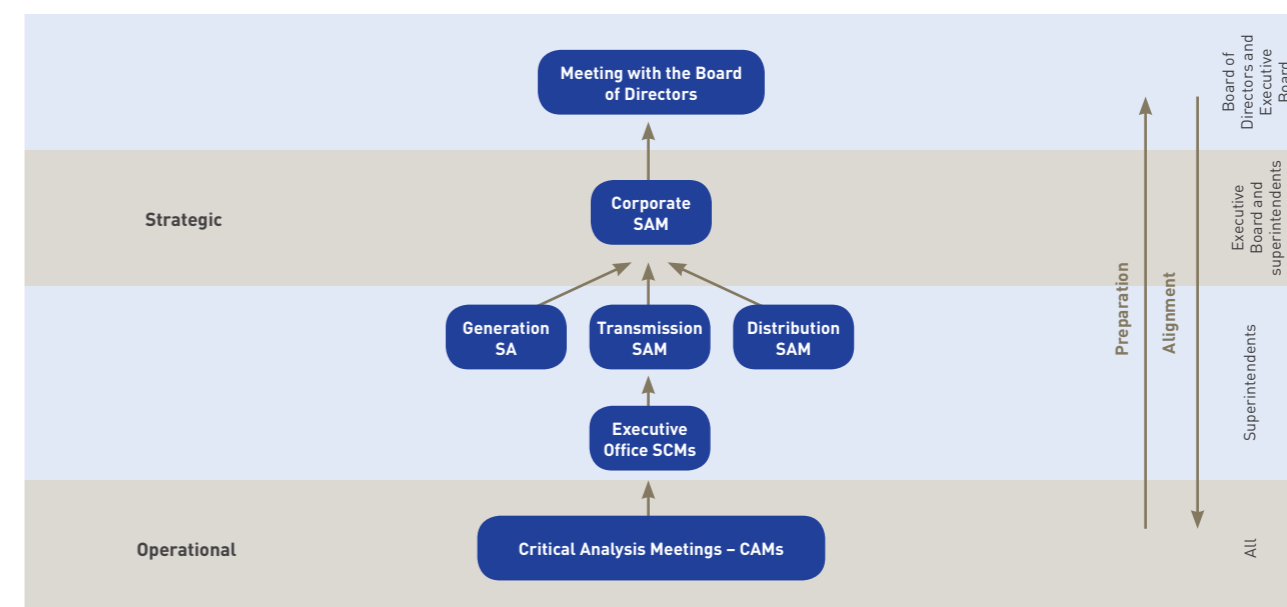 Meeting with the Board
of Directors
Board of
Directors and
Executive
Board
Strategic
Corporate
SAM
Executive
Board and
superintendents
Generation
SA
Transmission
SAM
Distribution
SAM
Preparation
Alignment
Superintendents
Executive
Office SCMs
Operational
Critical Analysis Meetings – CAMs
All